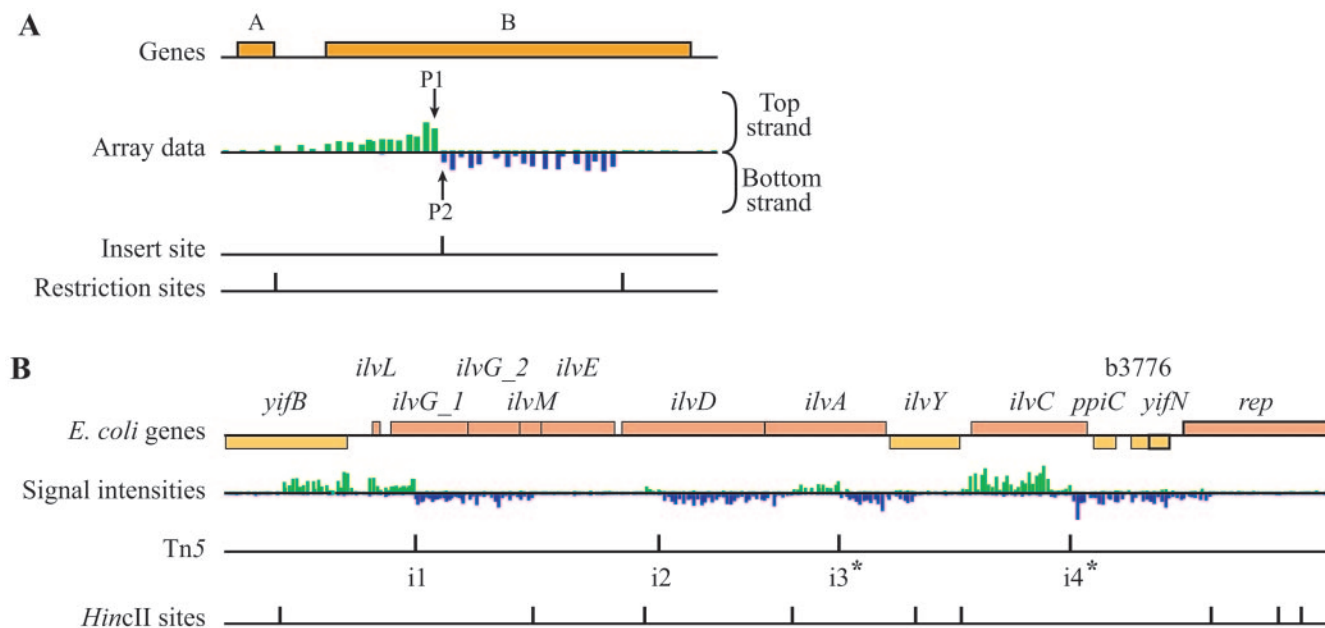 A
A B
Genes
P1
Top strand
Array data
Bottom strand
P2
Insert site
Restriction sites
B
ilvG_2 ilvE b3776
ilvL
yifB ilvG_1 ilvM ilvD ilvA ilvY ilvC ppiC yifN rep
E. coli genes
Signal intensities
Tn5
i1 i2 i3* i4*
HincII sites